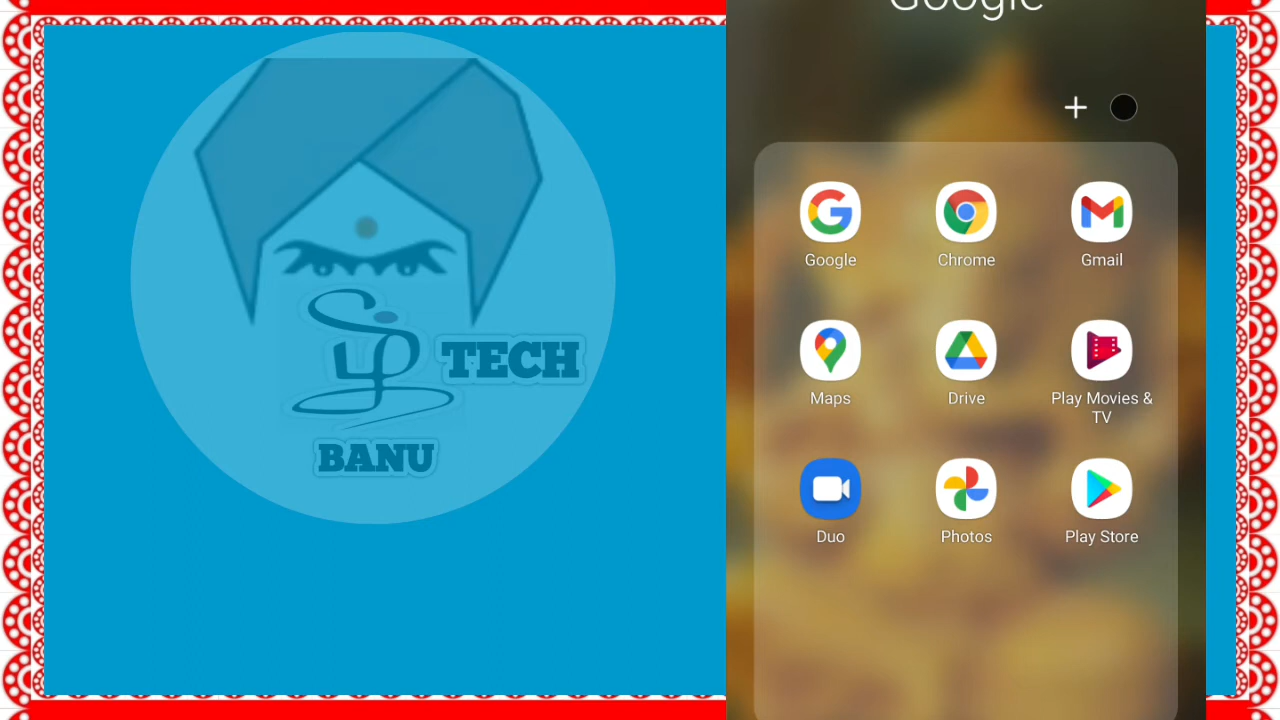 TECH
BANU
Google
Google
Chrome
Gmail
Maps
Drive
Play Movies &
TV
Duo
Photos
Play Store